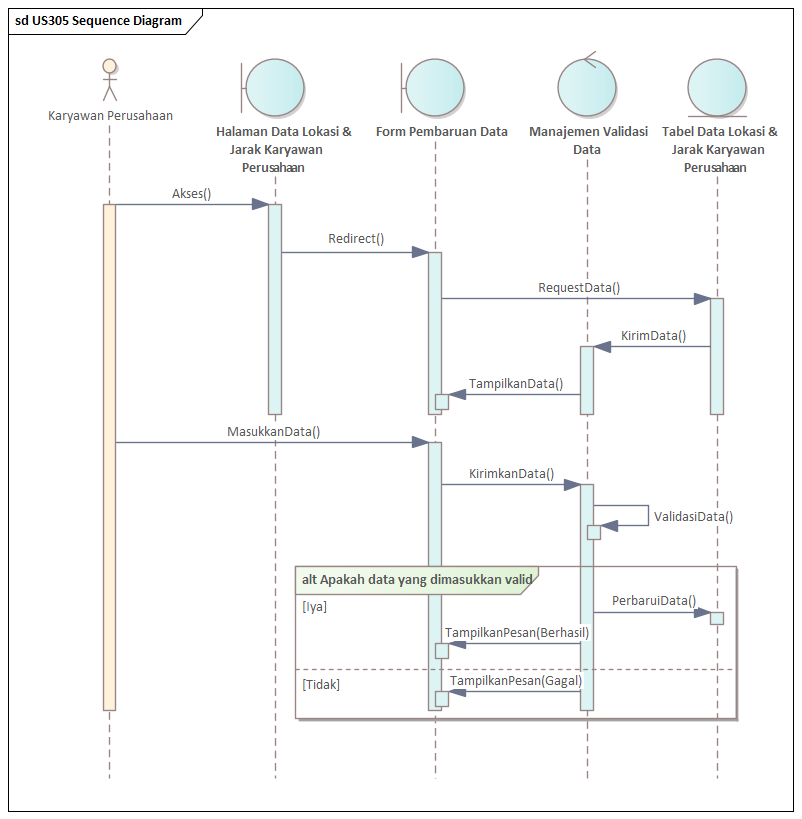 sd US305 Sequence Diagram
Karyawan Perusahaan
Halaman Data Lokasi &
Jarak Karyawan
Perusahaan
Form Pembaruan Data
Manajemen Validasi
Data
Tabel Data Lokasi &
Jarak Karyawan
Perusahaan
Akses()
Redirect()
RequestData()
KirimData()
TampilkanData()
MasukkanData()
KirimkanData()
ValidasiData()
alt Apakah data yang dimasukkan valid
[Iya]
PerbaruiData()
TampilkanPesan(Berhasil)
[Tidak]
TampilkanPesan(Gagal)